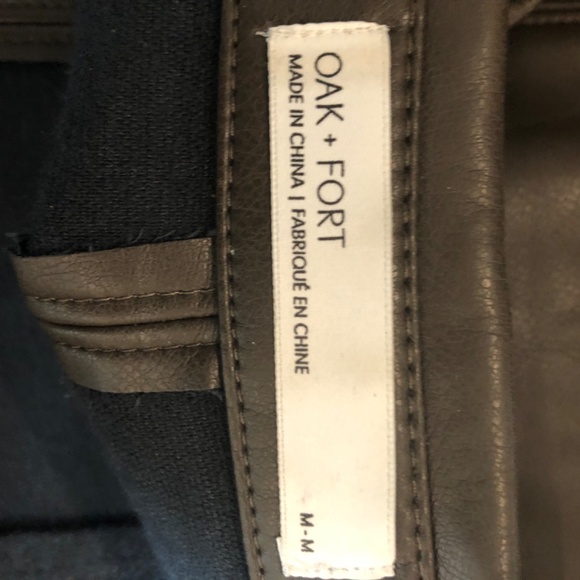 OAK + FORT
MADE IN CHINA | FABRIQUÉ EN CHINE
M-M